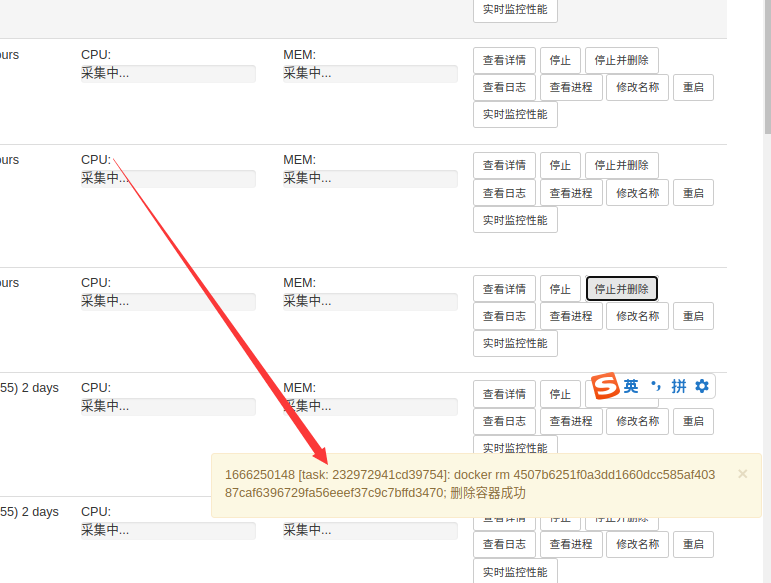 实时监控性能
ours CPU: MEM: 查看详情 停止 停止并删除
采集中... 采集中...
查看日志 查看进程 修改名称 重启
实时监控性能
ours CPU: MEM: 查看详情 停止 停止并删除
采集中... 采集中...
查看日志 查看进程 修改名称 重启
实时监控性能
ours CPU: MEM: 查看详情 停止 停止并删除
采集中... 采集中...
查看日志 查看进程 修改名称 重启
实时监控性能
55) 2 days CPU: MEM: 查看详情 停止 英 拼
采集中... 采集中...
查看日志 查看进程 修改名称 重启
实时监控性能
1666250148 [task: 232972941cd39754]: docker rm 4507b6251f0a3dd1660dcc585af403
87caf6396729fa56eeef37c9c7bffd3470; 删除容器成功
55) 2 days CPU: MEM: 查看详情 停止 停止并删除
采集中... 采集中...
查看日志 查看进程 修改名称 重启
实时监控性能